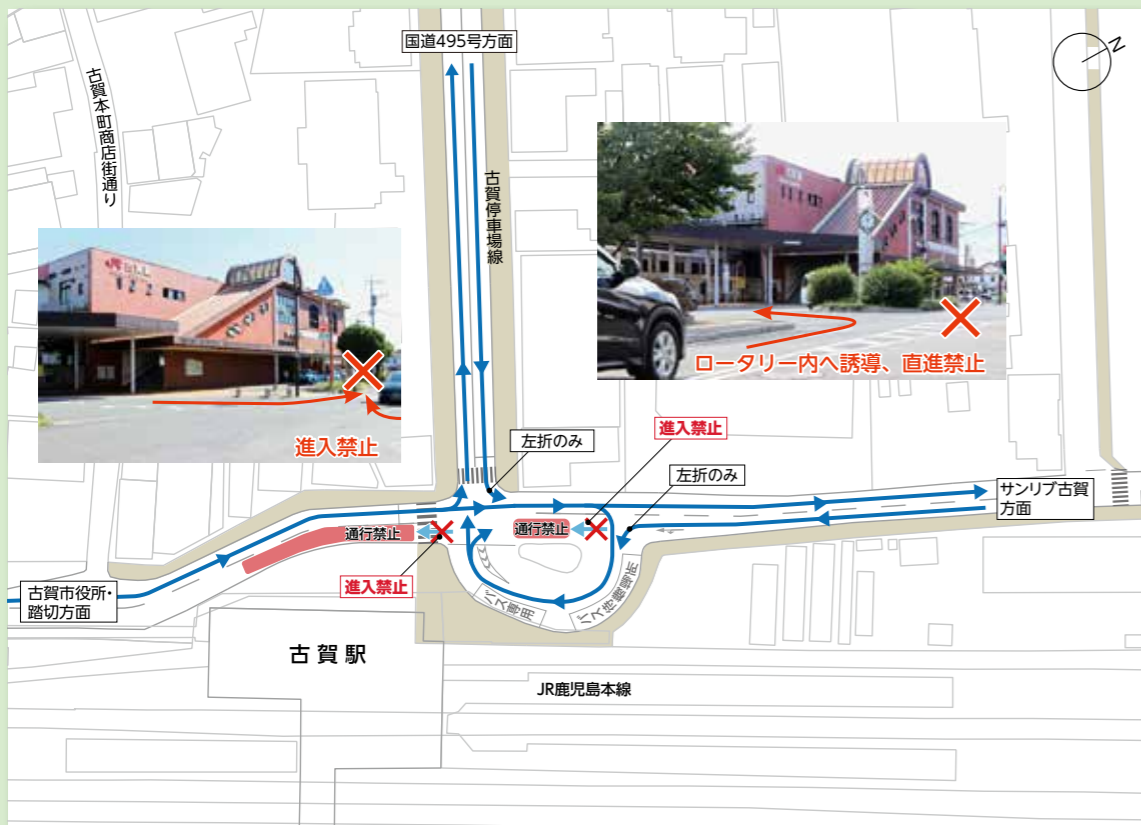 国道495号方面
N
古賀本町商店街通り
古賀停車場線
進入禁止
ロータリー内へ誘導、直進禁止
左折のみ
進入禁止
左折のみ
サンリブ古賀
方面
通行禁止
通行禁止
進入禁止
古賀市役所・
踏切方面
バス専用
バス待機場所
古賀駅
JR鹿児島本線